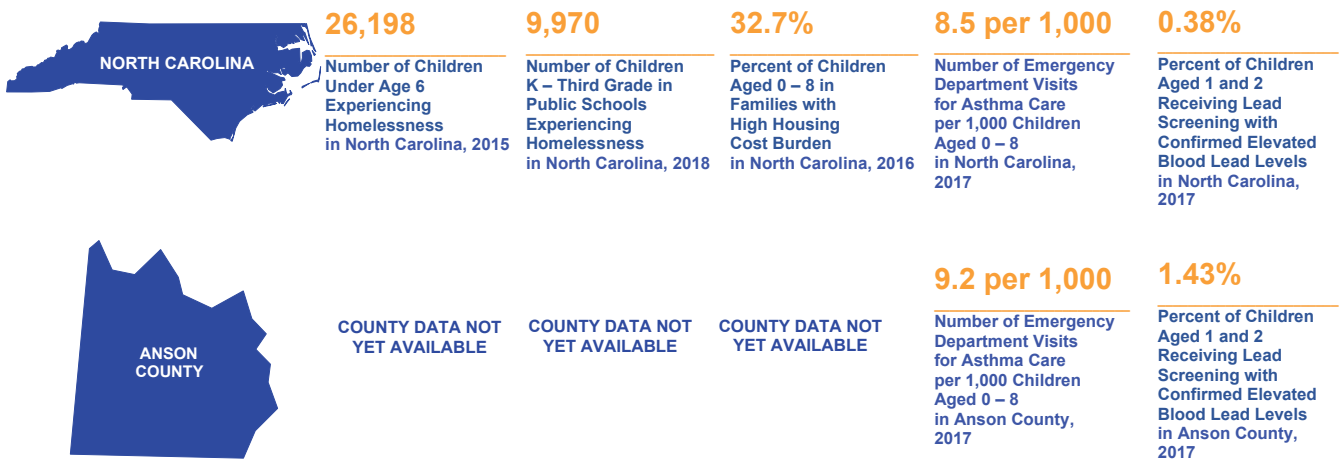 NORTH CAROLINA
26,198
Number of Children
Under Age 6
Experiencing
Homelessness
in North Carolina, 2015
9,970
Number of Children
K – Third Grade in
Public Schools
Experiencing
Homelessness
in North Carolina, 2018
32.7%
Percent of Children
Aged 0 – 8 in
Families with
High Housing
Cost Burden
in North Carolina, 2016
8.5 per 1,000
Number of Emergency
Department Visits
for Asthma Care
per 1,000 Children
Aged 0 – 8
in North Carolina,
2017
0.38%
Percent of Children
Aged 1 and 2
Receiving Lead
Screening with
Confirmed Elevated
Blood Lead Levels
in North Carolina,
2017
ANSON
COUNTY
COUNTY DATA NOT
YET AVAILABLE
COUNTY DATA NOT
YET AVAILABLE
COUNTY DATA NOT
YET AVAILABLE
9.2 per 1,000
Number of Emergency
Department Visits
for Asthma Care
per 1,000 Children
Aged 0 – 8
in Anson County,
2017
1.43%
Percent of Children
Aged 1 and 2
Receiving Lead
Screening with
Confirmed Elevated
Blood Lead Levels
in Anson County,
2017